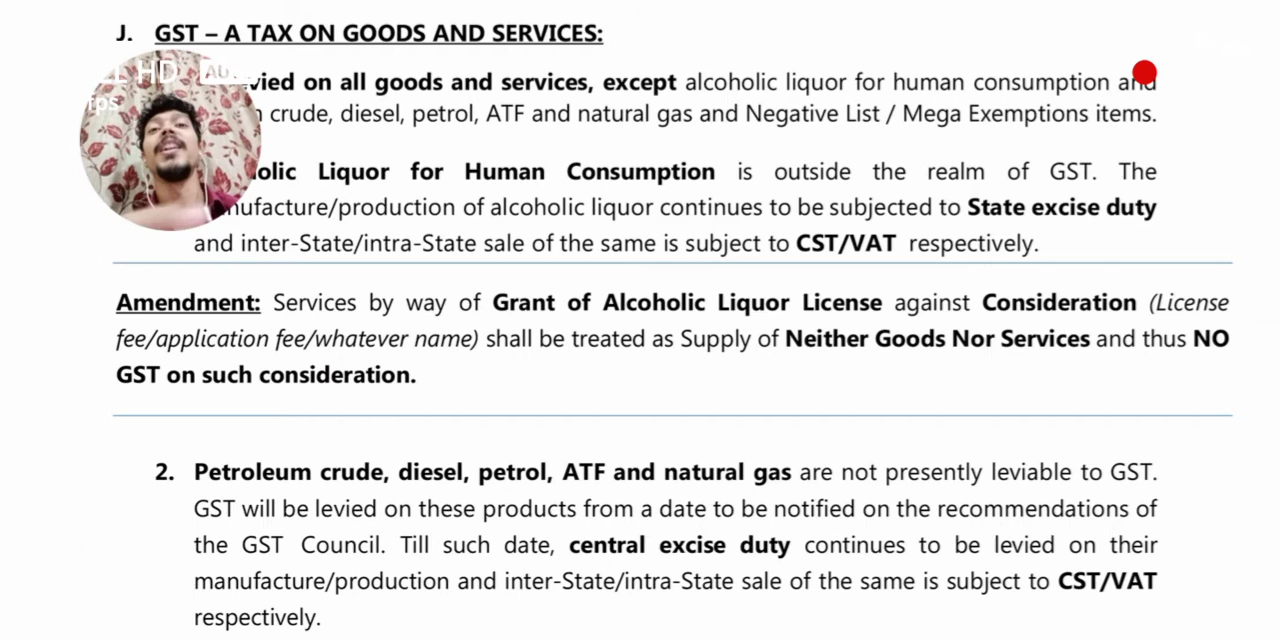 J. GST – A TAX ON GOODS AND SERVICES:
HD
fps
on all goods and services, except alcoholic liquor for human consumption and
crude, diesel, petrol, ATF and natural gas and Negative List / Mega Exemptions items.
Liquor for Human Consumption is outside the realm of GST. The
of alcoholic liquor continues to be subjected to State excise duty
and inter-State/intra-State sale of the same is subject to CST/VAT respectively.
Amendment: Services by way of Grant of Alcoholic Liquor License against Consideration (License
fee/application fee/whatever name) shall be treated as Supply of Neither Goods Nor Services and thus NO
GST on such consideration.
2. Petroleum crude, diesel, petrol, ATF and natural gas are not presently leviable to GST.
GST will be levied on these products from a date to be notified on the recommendations of
the GST Council. Till such date, central excise duty continues to be levied on their
manufacture/production and inter-State/intra-State sale of the same is subject to CST/VAT
respectively.